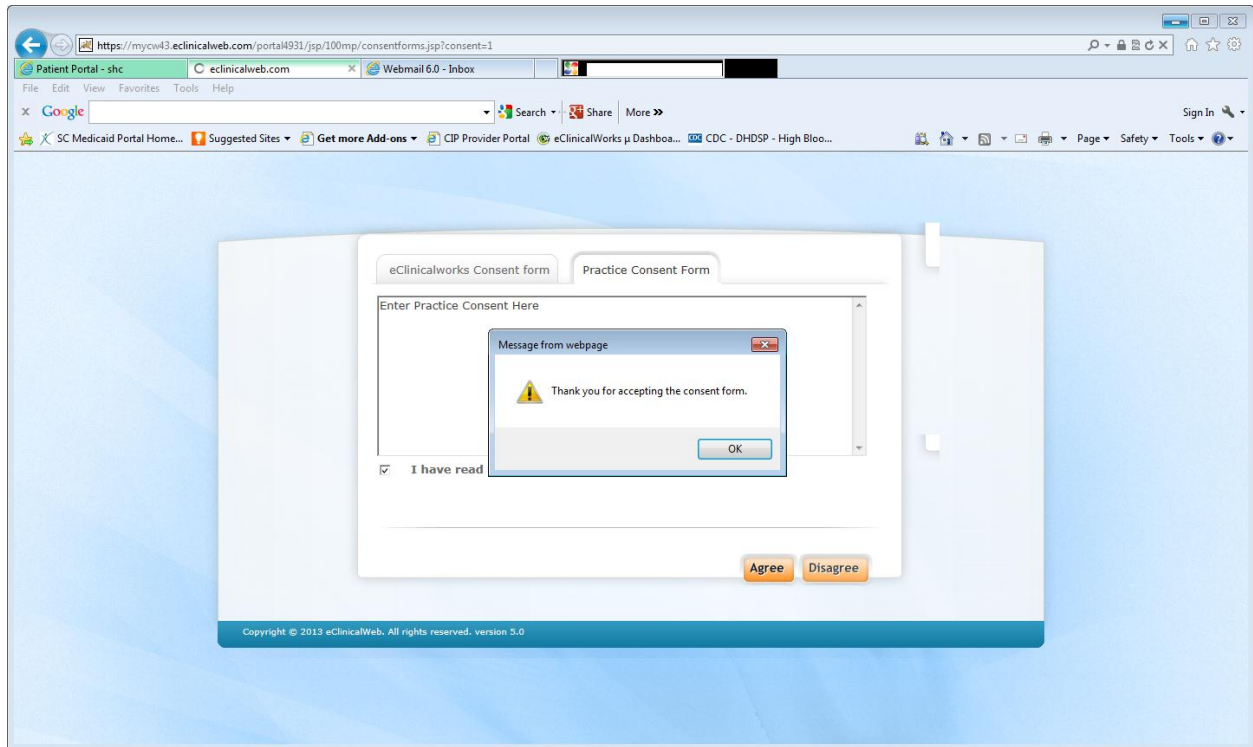 https://mycw43.eclinicalweb.com/portal4931/jsp/100mp/consentforms.jsp?consent=1
Patient Portal - shc eclinicalweb.com Webmail 6.0 - Inbox
File Edit View Favorites Tools Help
x Google Search Share More >> Sign In
SC Medicaid Portal Home... Suggested Sites Get more Add-ons CIP Provider Portal eClinicalWorks µ Dashboa... CDC CDC - DHDSP - High Bloo... Page Safety Tools
eClinicalworks Consent form Practice Consent Form
Enter Practice Consent Here
Message from webpage
Thank you for accepting the consent form.
OK
I have read
Agree Disagree
Copyright © 2013 eClinicalWeb. All rights reserved. version 5.0